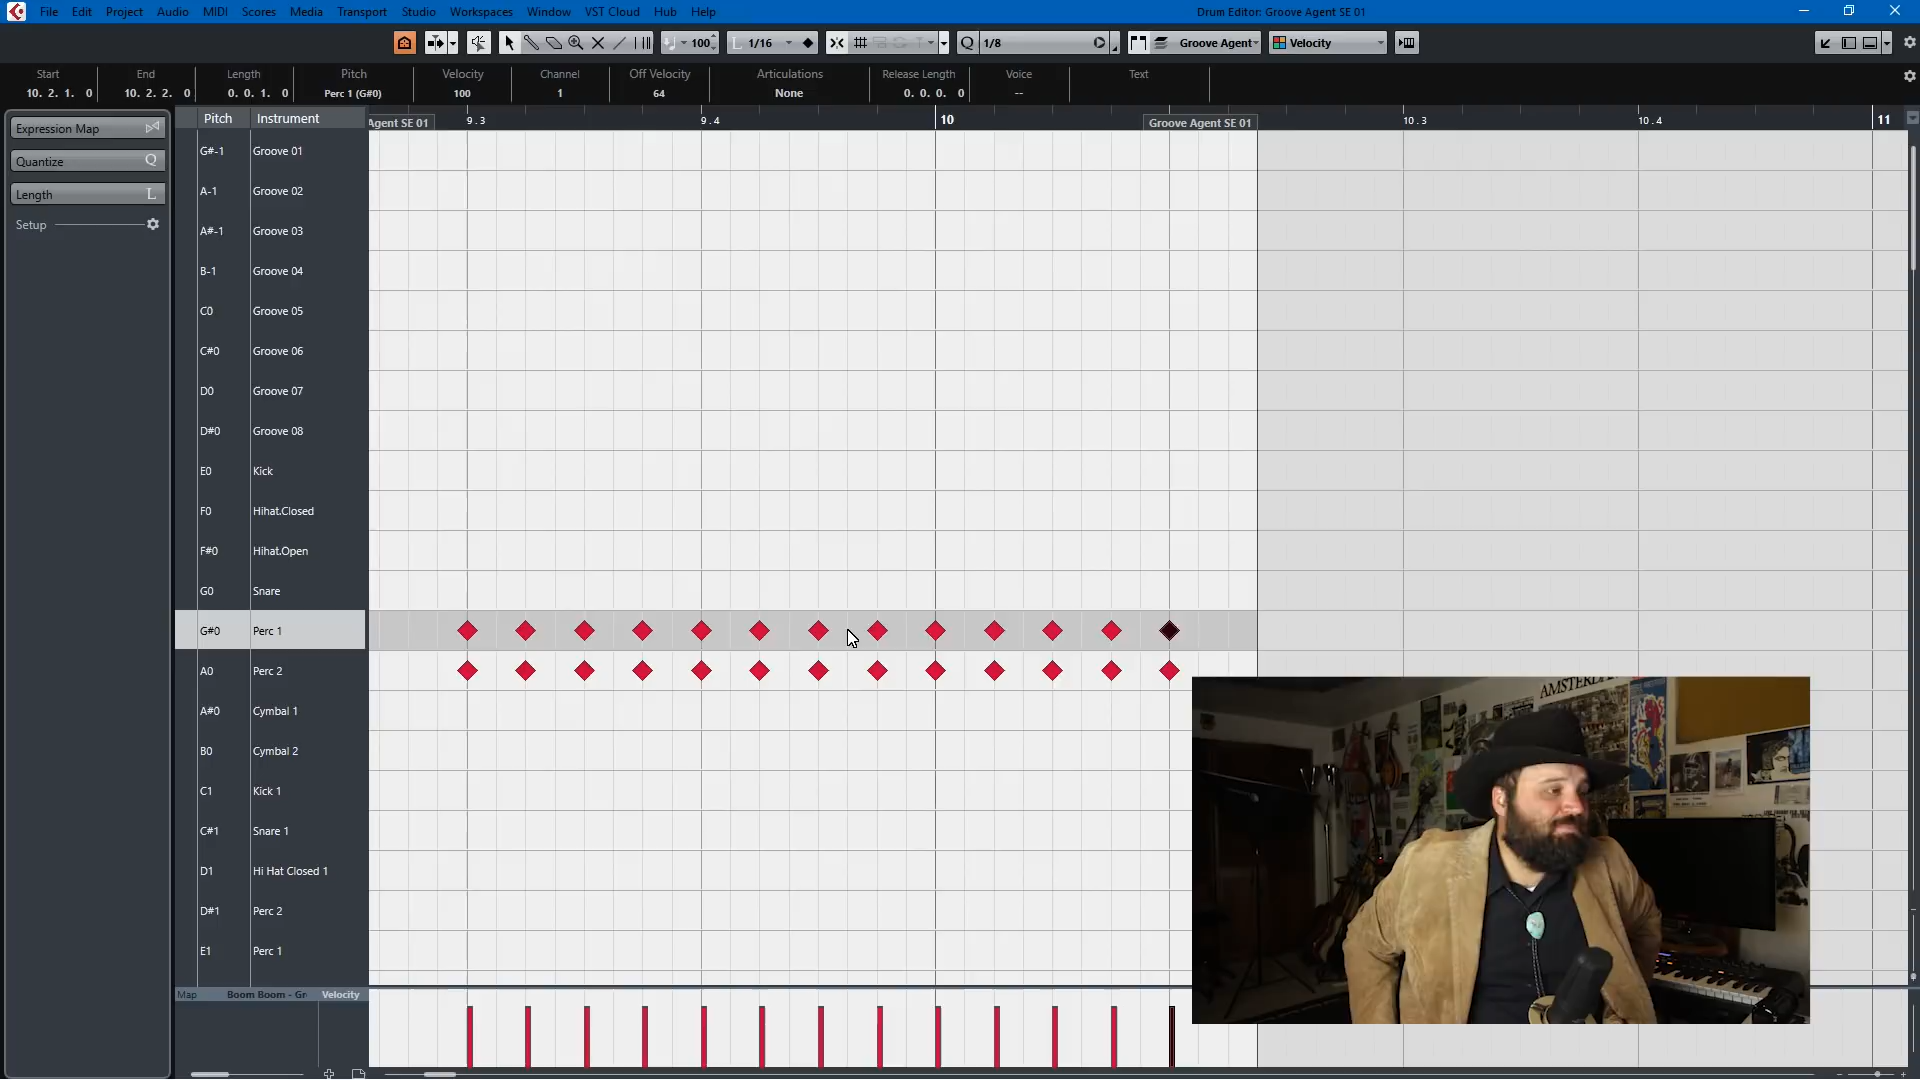 File Edit Project Audio MIDI Scores Media Transport Studio Workspaces Window VST Cloud Hub Help
Drum Editor: Groove Agent SE 01
100 L 1/16 Q 1/8 Groove Agent Velocity
Start End Length Pitch Velocity Channel Off Velocity Articulations Release Length Voice Text
10. 2. 1. 0 10. 2. 2. 0 0. 0. 1. 0 Perc 1 (G#0) 100 1 64 None 0. 0. 0. 0 --
Expression Map
Quantize Q
Length L
Setup
Pitch Instrument
Agent SE 01 9.3 9.4 10 Groove Agent SE 01 10.3 10.4 11
G#-1 Groove 01
A-1 Groove 02
A#-1 Groove 03
B-1 Groove 04
C0 Groove 05
C#0 Groove 06
D0 Groove 07
D#0 Groove 08
E0 Kick
F0 Hihat.Closed
F#0 Hihat.Open
G0 Snare
G#0 Perc 1
A0 Perc 2
A#0 Cymbal 1
B0 Cymbal 2
C1 Kick 1
C#1 Snare 1
D1 Hi Hat Closed 1
D#1 Perc 2
E1 Perc 1
Map Boom Boom - Gr Velocity